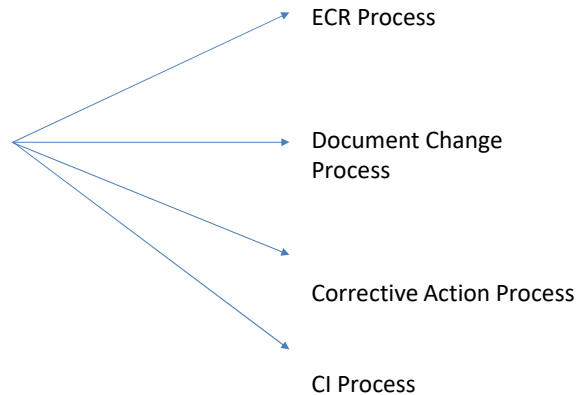 ECR Process
Document Change
Process
Corrective Action Process
CI Process